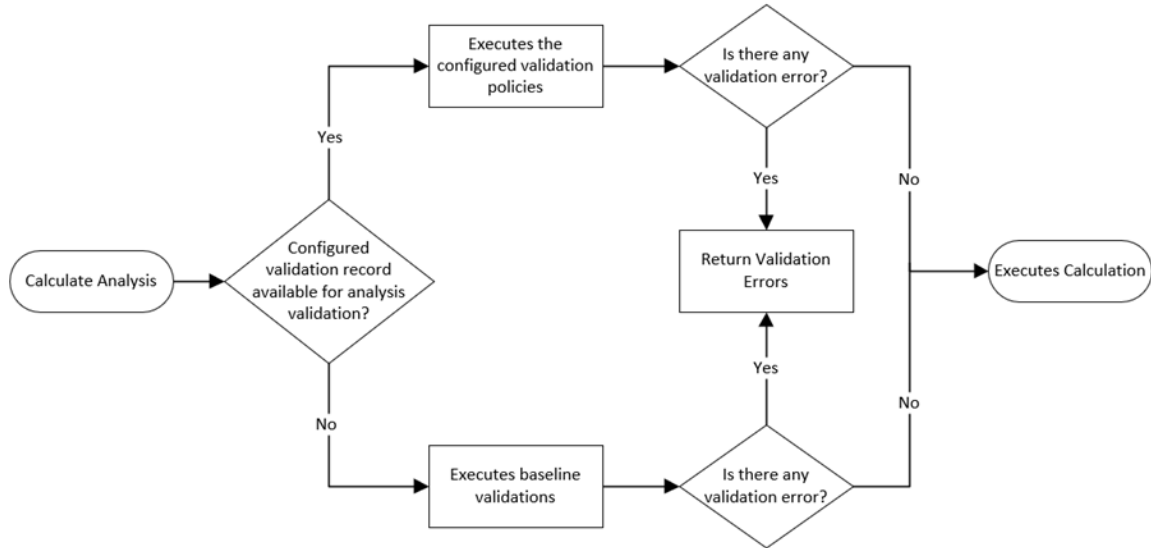 Executes the
configured validation
policies
Is there any
validation error?
Yes
Yes
No
Calculate Analysis
Configured
validation record
available for analysis
validation?
Return Validation
Errors
Executes Calculation
No
Yes
No
Executes baseline
validations
Is there any
validation error?